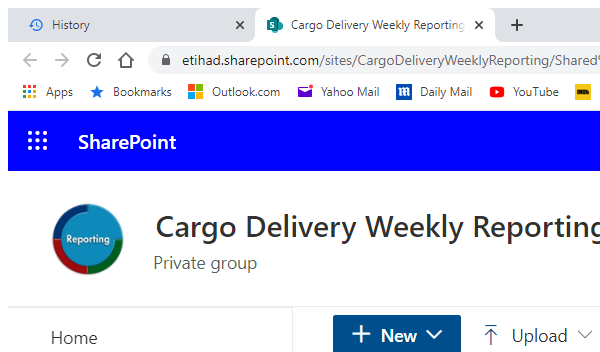 History
Cargo Delivery Weekly Reporting
etihad.sharepoint.com/sites/CargoDeliveryWeeklyReporting/Shared%
Apps Bookmarks Outlook.com Yahoo Mail Daily Mail YouTube IMDb
SharePoint
Reporting
Cargo Delivery Weekly Reporting
Private group
Home
New
Upload